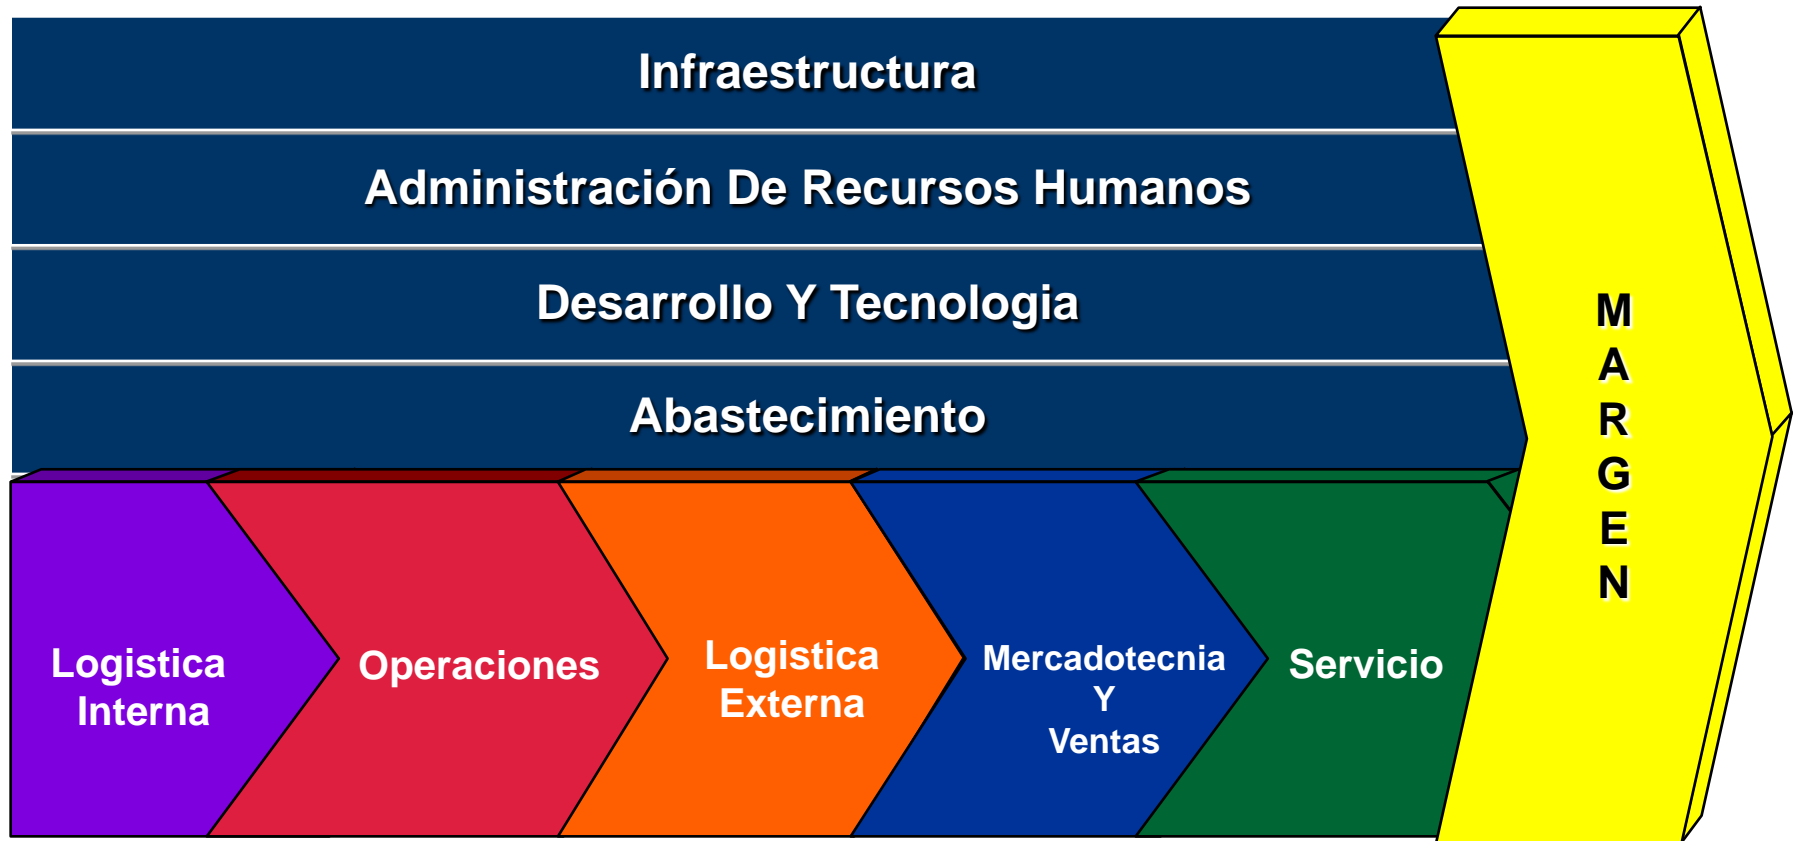 Infraestructura
Administración De Recursos Humanos
Desarrollo Y Tecnologia
Abastecimiento
M
A
R
G
E
N
Logistica
Interna
Operaciones
Logistica
Externa
Mercadotecnia
Y
Ventas
Servicio